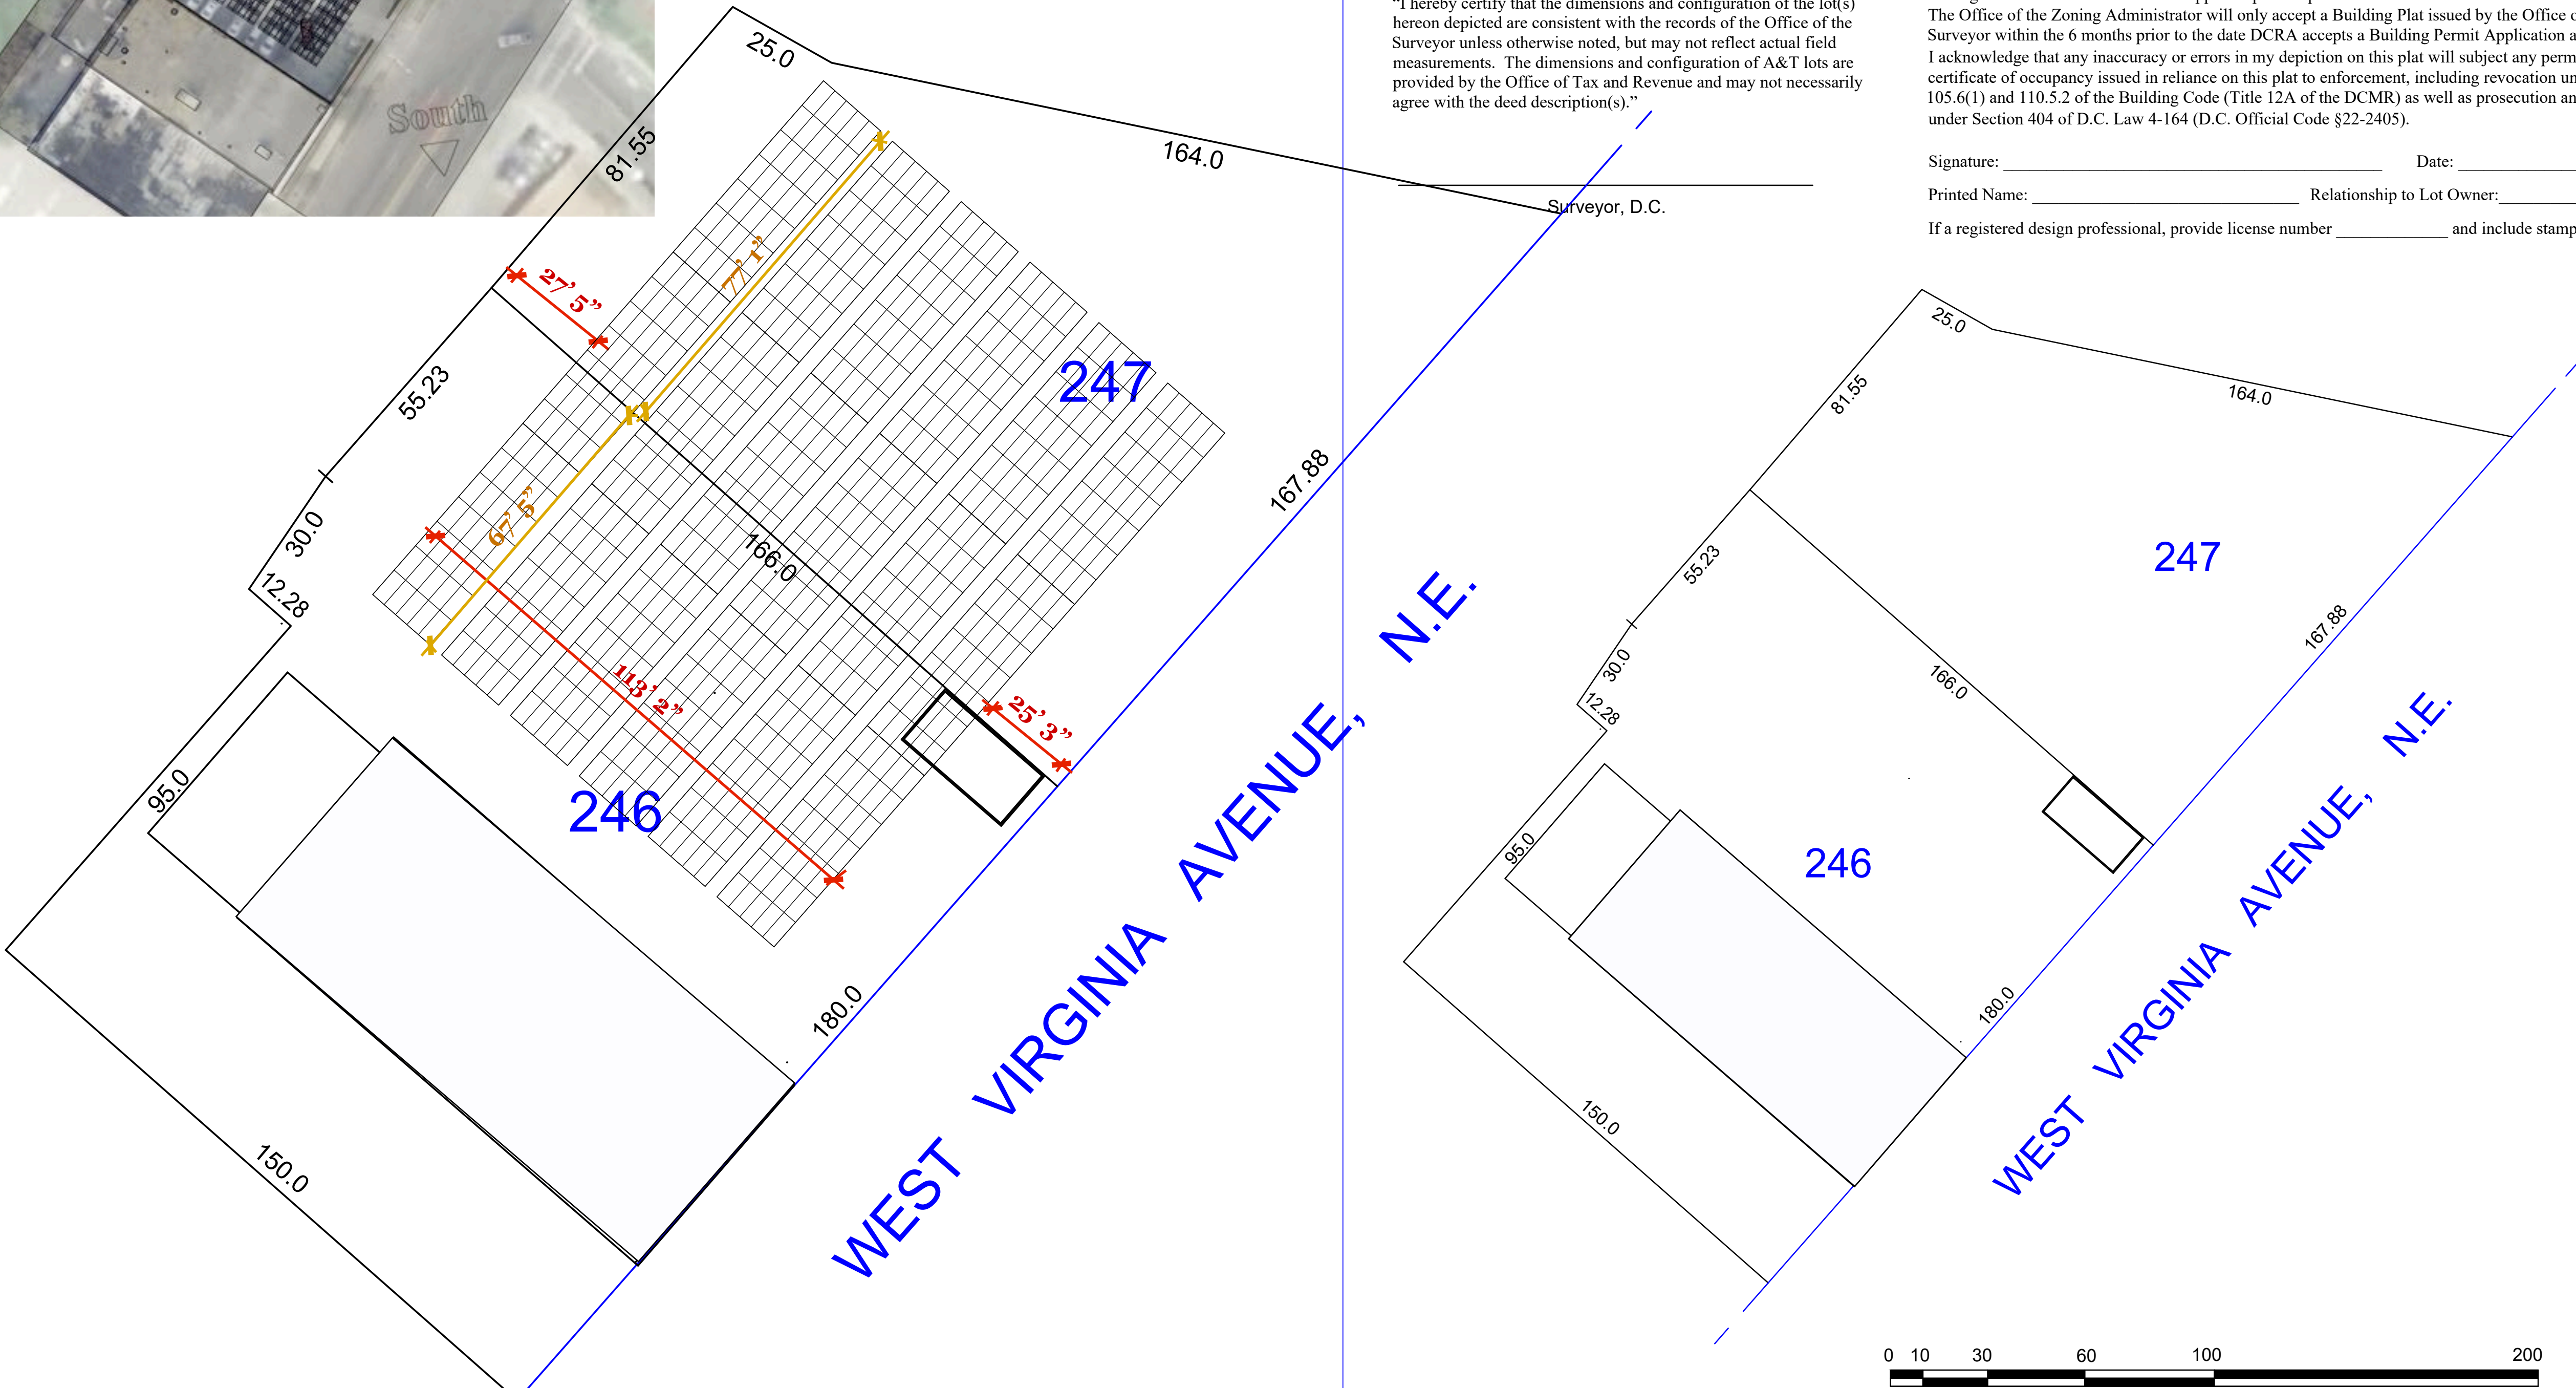 “I hereby certify that the dimensions and configuration of the lot(s)
hereon depicted are consistent with the records of the Office of the
Surveyor unless otherwise noted, but may not reflect actual field
measurements. The dimensions and configuration of A&T lots are
provided by the Office of Tax and Revenue and may not necessarily
agree with the deed description(s).”
Surveyor, D.C.
The Office of the Zoning Administrator will only accept a Building Plat issued by the Office
Surveyor within the 6 months prior to the date DCRA accepts a Building Permit Application
I acknowledge that any inaccuracy or errors in my depiction on this plat will subject any
certificate of occupancy issued in reliance on this plat to enforcement, including revocation
105.6(1) and 110.5.2 of the Building Code (Title 12A of the DCMR) as well as prosecution
under Section 404 of D.C. Law 4-164 (D.C. Official Code §22-2405).
Signature: Date:
Printed Name: Relationship to Lot Owner:
If a registered design professional, provide license number and include stamp
South
25.0
81.55
164.0
27’ 5”
77’ 1”
55.23
247
167.88
30.0
67’ 5”
166.0
12.28
113’ 2”
25’ 3”
246
95.0
180.0
150.0
WEST VIRGINIA AVENUE, N.E.
25.0
81.55
164.0
55.23
247
167.88
30.0
166.0
12.28
246
95.0
180.0
150.0
WEST VIRGINIA AVENUE, N.E.
0 10 30 60 100 200